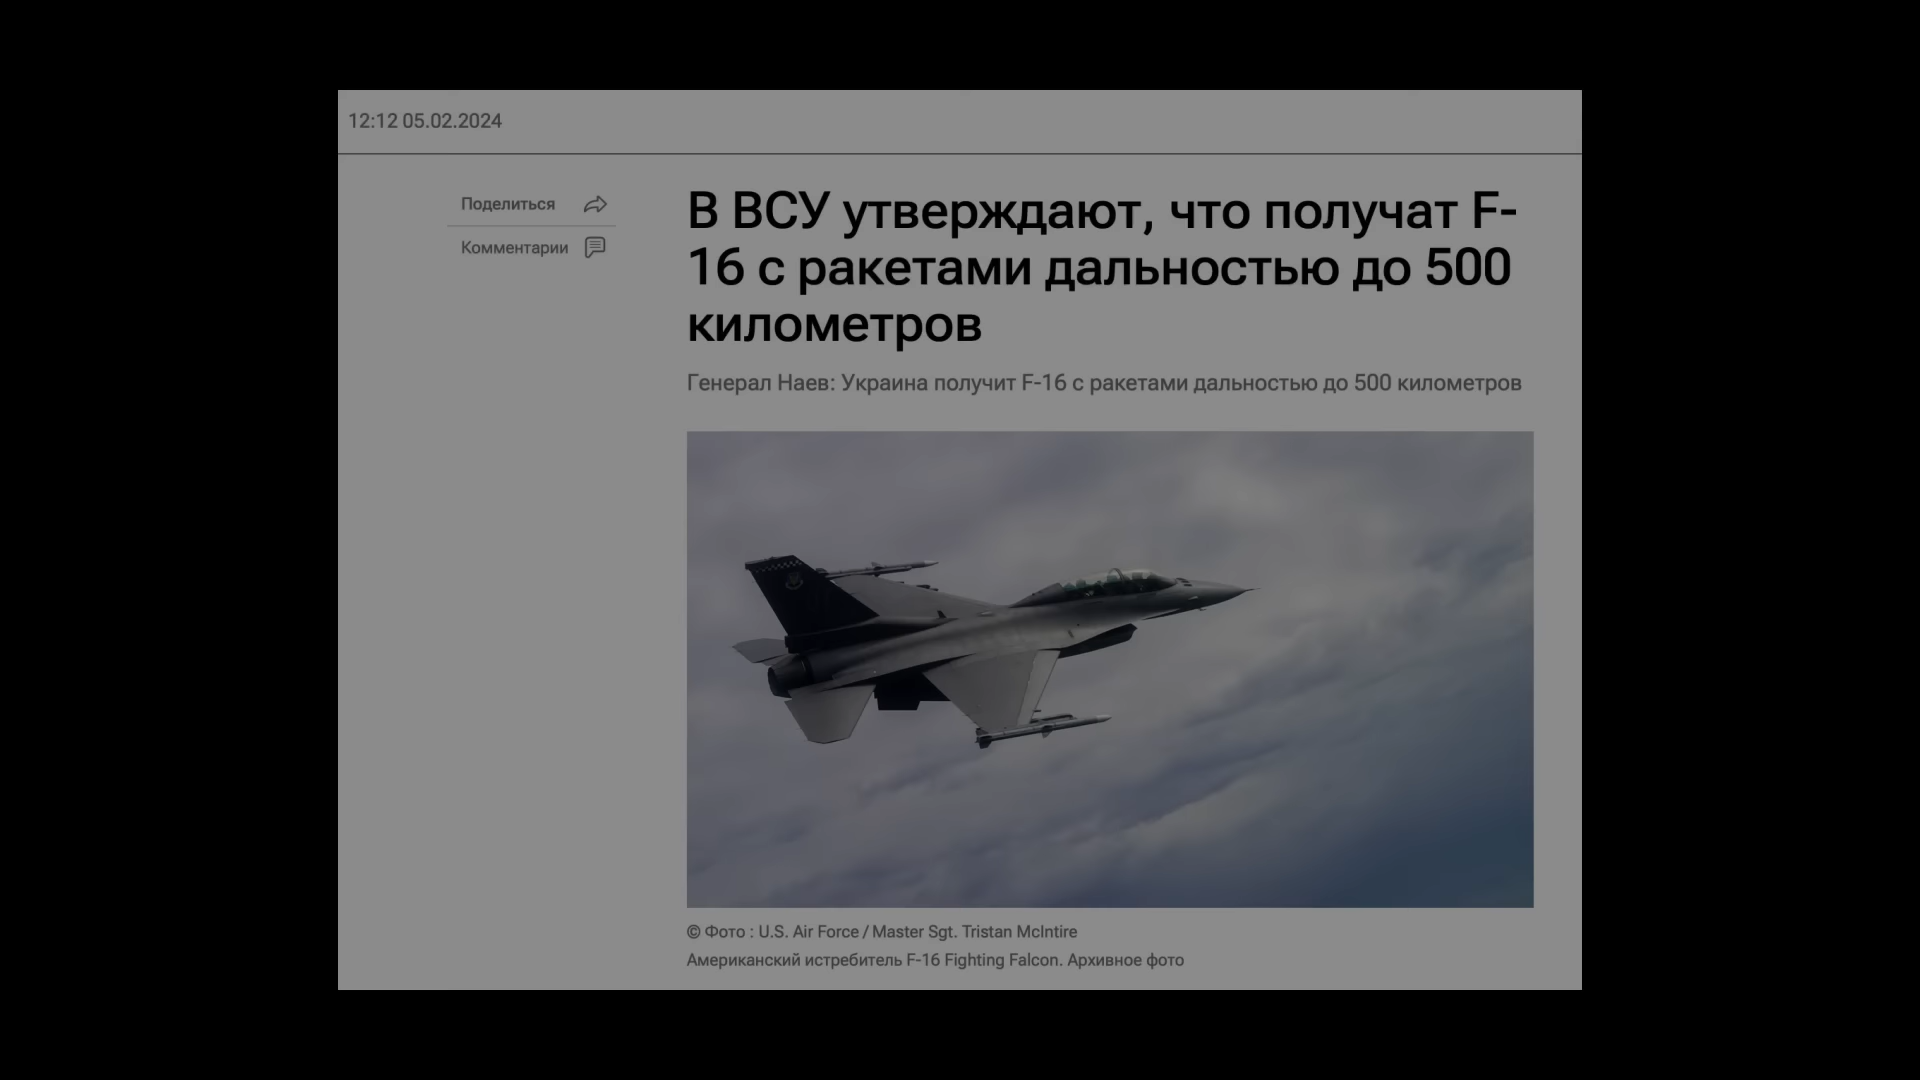 12:12 05.02.2024
Поделиться
Комментарии
В ВСУ утверждают, что получат F-
16 с ракетами дальностью до 500
километров
Генерал Наев: Украина получит F-16 с ракетами дальностью до 500 километров
© Фото : U.S. Air Force / Master Sgt. Tristan McIntire
Американский истребитель F-16 Fighting Falcon. Архивное фото